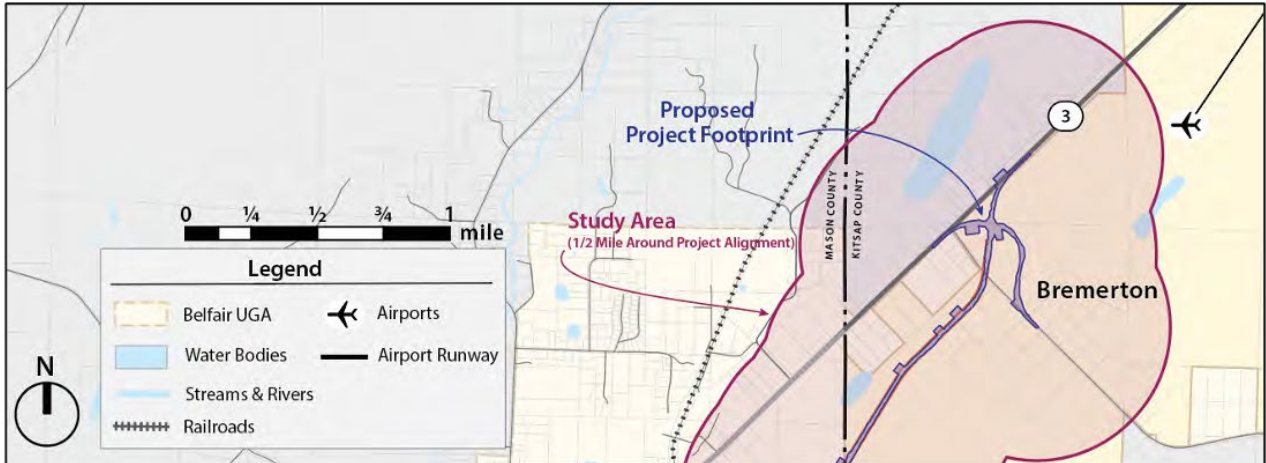 Proposed
Project Footprint
3
MASON COUNTY
KITSAP COUNTY
0 ¼ ½ ¾ 1
mile
Study Area
(1/2 Mile Around Project Alignment)
Bremerton
Legend
Belfair UGA
Airports
Water Bodies
Airport Runway
Streams & Rivers
Railroads
N